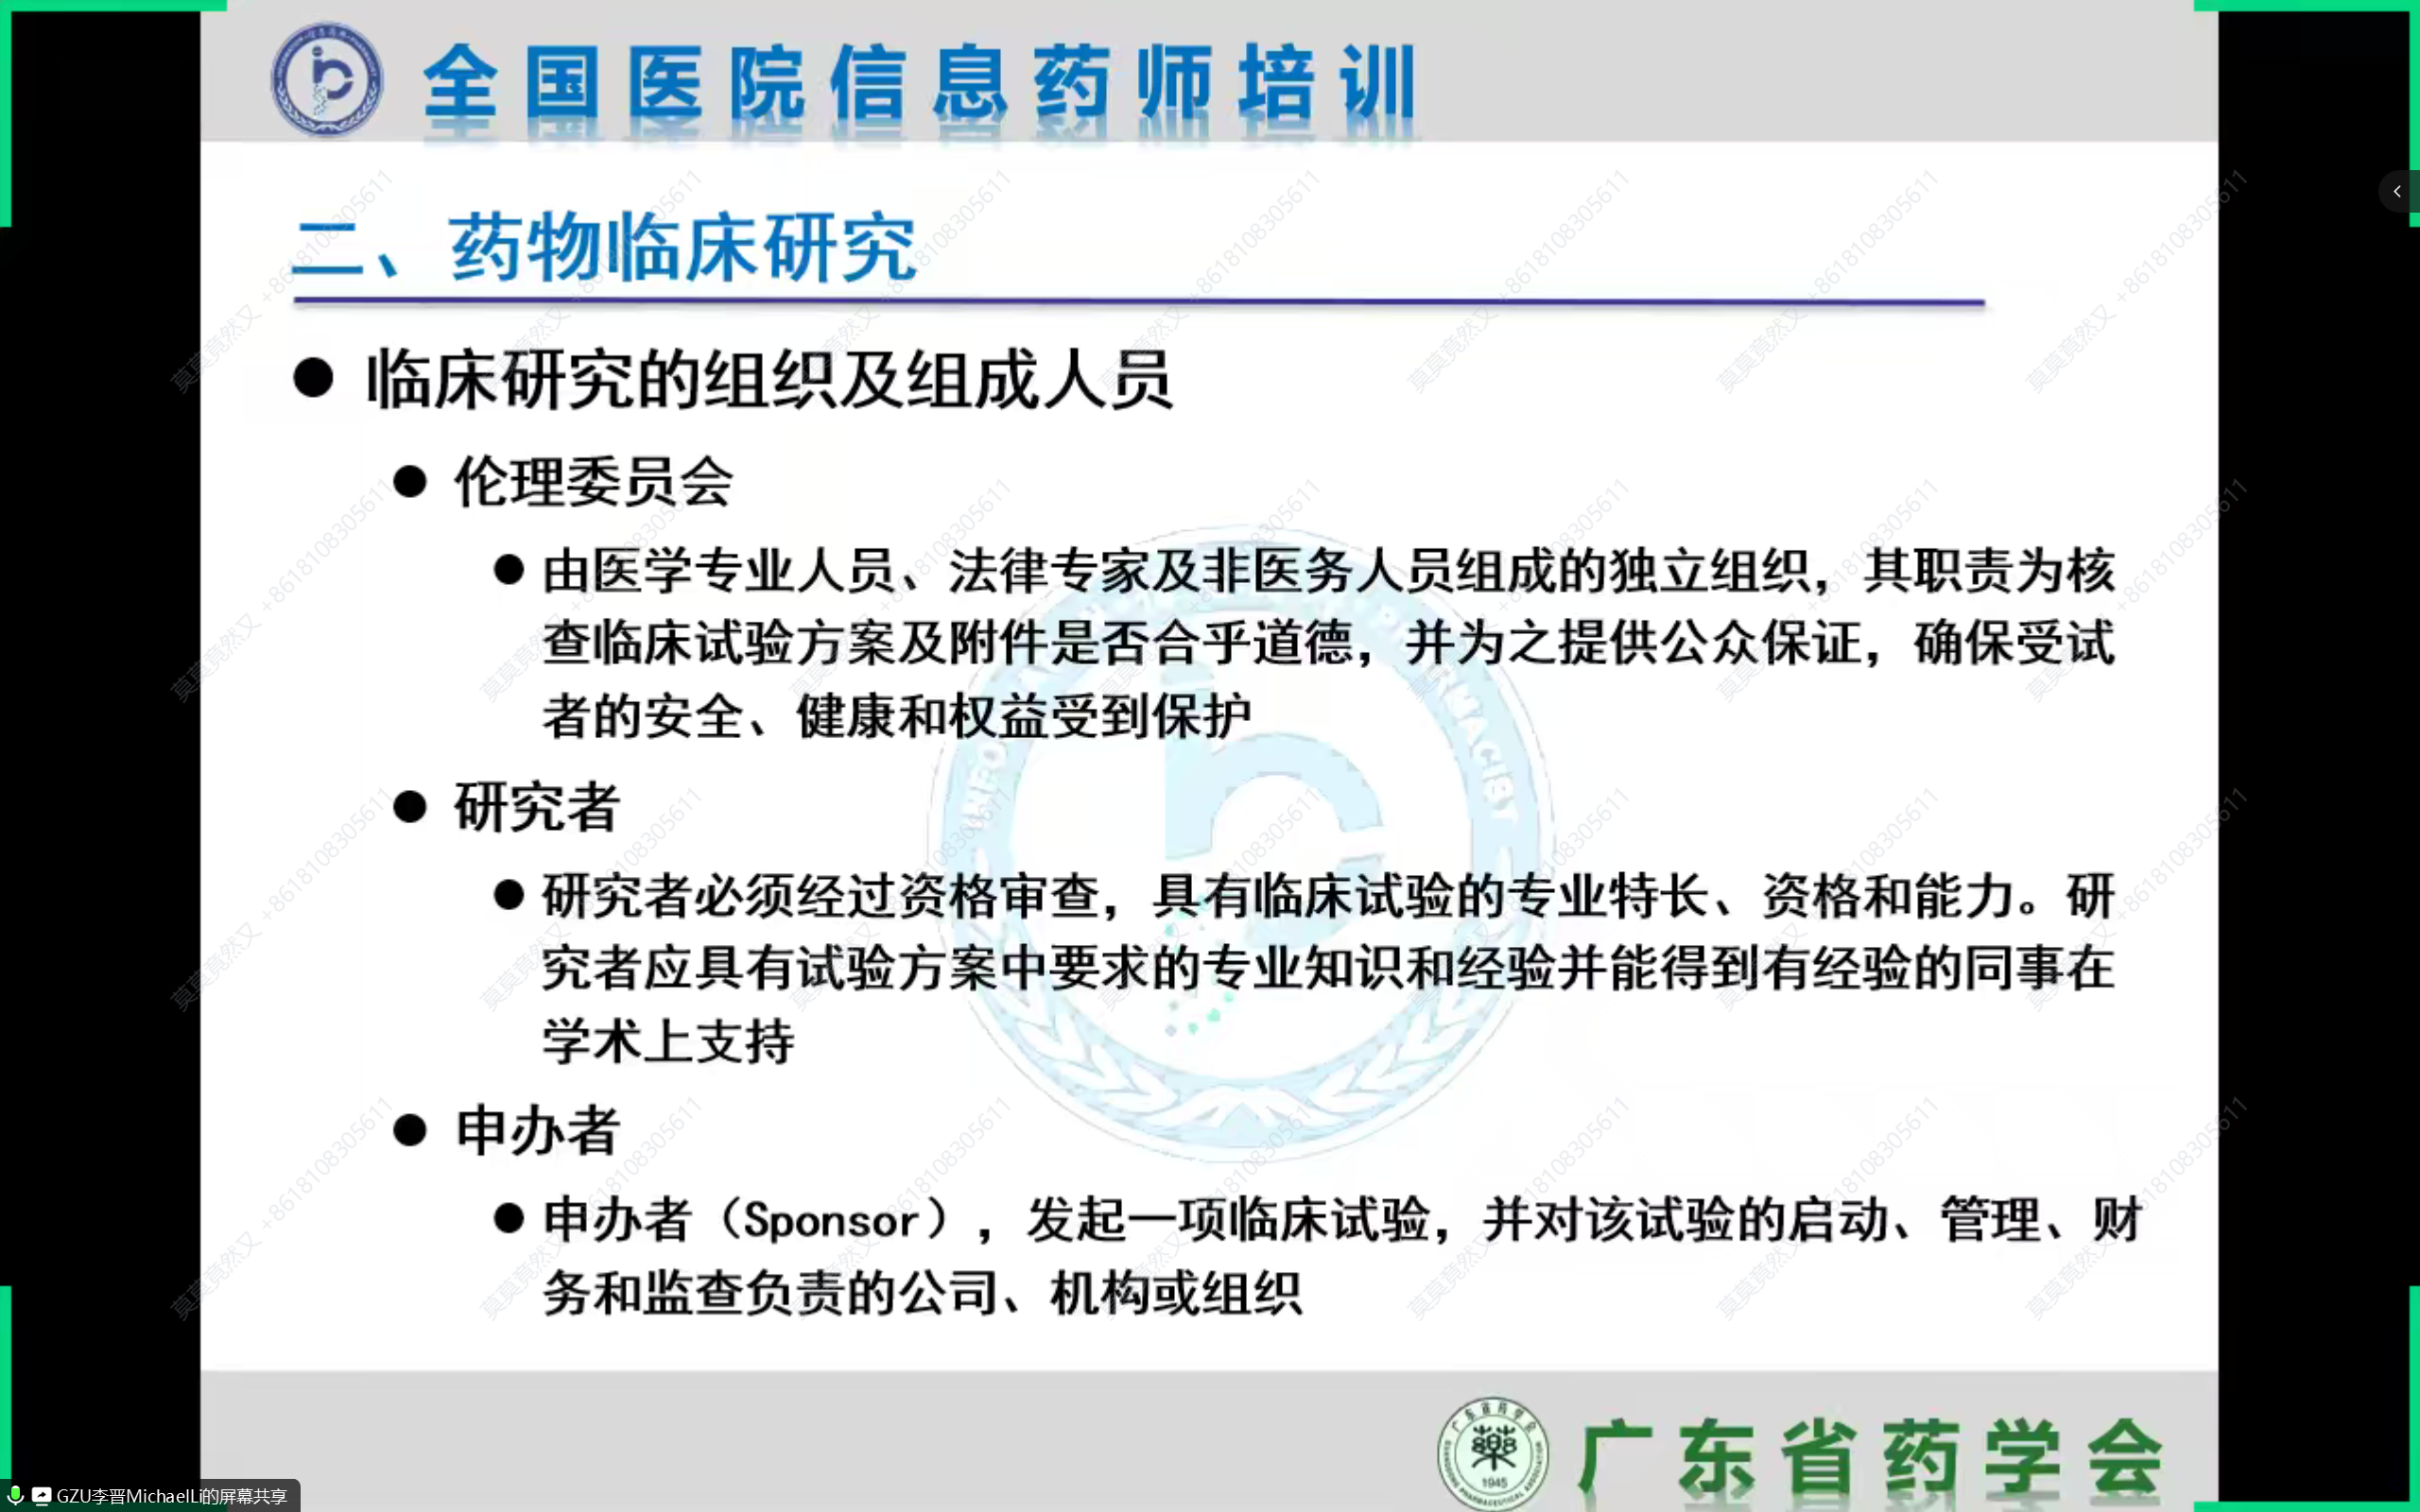 全国医院信息药师培训
二、药物临床研究
● 临床研究的组织及组成人员
● 伦理委员会
● 由医学专业人员、法律专家及非医务人员组成的独立组织，其职责为核
查临床试验方案及附件是否合乎道德，并为之提供公众保证，确保受试
者的安全、健康和权益受到保护
● 研究者
● 研究者必须经过资格审查，具有临床试验的专业特长、资格和能力。研
究者应具有试验方案中要求的专业知识和经验并能得到有经验的同事在
学术上支持
● 申办者
● 申办者（Sponsor），发起一项临床试验，并对该试验的启动、管理、财
务和监查负责的公司、机构或组织
广东省药学会
1945
GZU李晋MichaelLi的屏幕共享
莫莫竟然又 +8618108305611